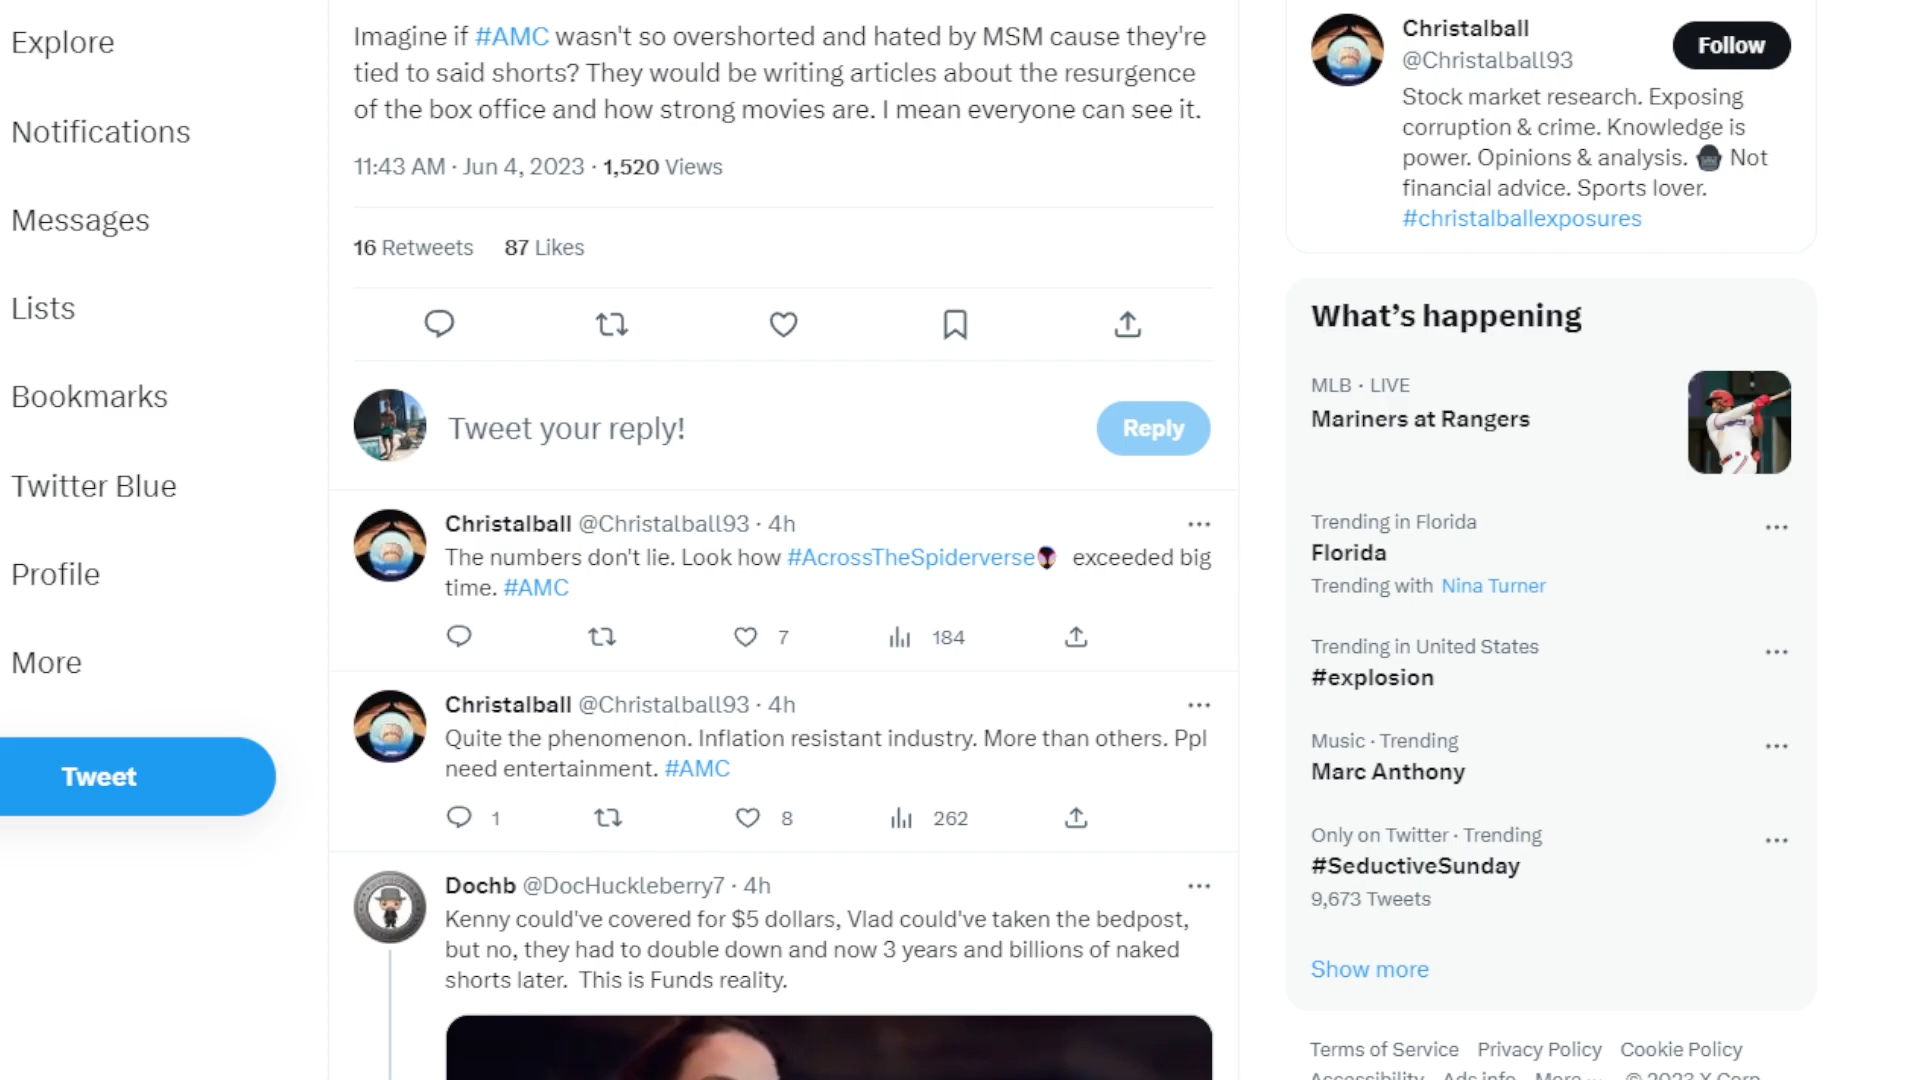 Explore
Notifications
Messages
Lists
Bookmarks
Twitter Blue
Profile
More
Tweet
Imagine if #AMC wasn't so overshorted and hated by MSM cause they're
tied to said shorts? They would be writing articles about the resurgence
of the box office and how strong movies are. I mean everyone can see it.
11:43 AM · Jun 4, 2023 · 1,520 Views
16 Retweets 87 Likes
Tweet your reply!
Reply
Christalball @Christalball93 · 4h
The numbers don't lie. Look how #AcrossTheSpiderverse exceeded big
time. #AMC
7 184
Christalball @Christalball93 · 4h
Quite the phenomenon. Inflation resistant industry. More than others. Ppl
need entertainment. #AMC
1 8 262
Dochb @DocHuckleberry7 · 4h
Kenny could've covered for $5 dollars, Vlad could've taken the bedpost,
but no, they had to double down and now 3 years and billions of naked
shorts later. This is Funds reality.
Christalball
@Christalball93
Follow
Stock market research. Exposing
corruption & crime. Knowledge is
power. Opinions & analysis. Not
financial advice. Sports lover.
#christalballexposures
What's happening
MLB · LIVE
Mariners at Rangers
Trending in Florida
Florida
Trending with Nina Turner
Trending in United States
#explosion
Music · Trending
Marc Anthony
Only on Twitter · Trending
#SeductiveSunday
9,673 Tweets
Show more
Terms of Service Privacy Policy Cookie Policy
Accessibility Ads info More ... © 2023 X Corp.